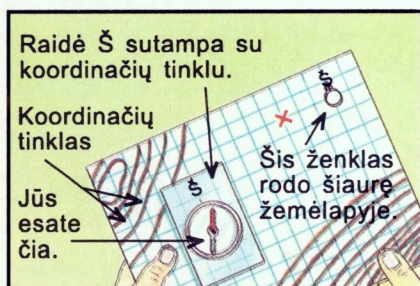 Raidė Š sutampa su
koordinačių tinklu.
Koordinačių
tinklas
Jūs
esate
čia.
Š
Š
Šis ženklas
rodo šiaurę
žemėlapyje.